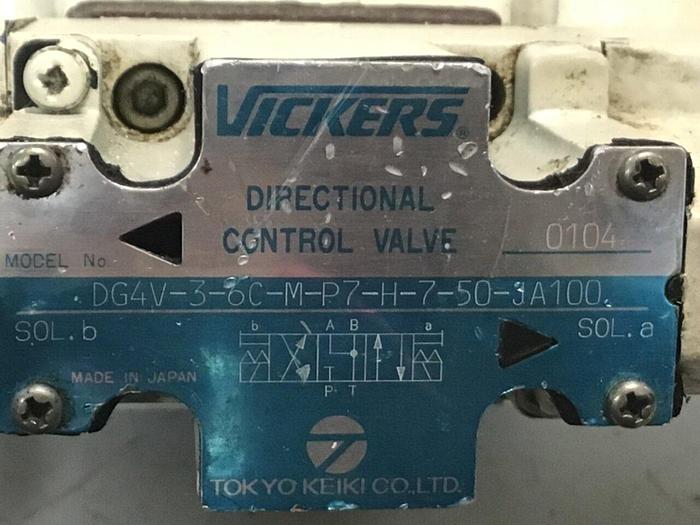 VICKERS®
DIRECTIONAL
CONTROL VALVE 0104
MODEL No
DG4V-3-6C-M-P7-H-7-50-JA100
SOL.b b A B a SOL.a
P T
MADE IN JAPAN
TOKYO KEIKI CO.,LTD.